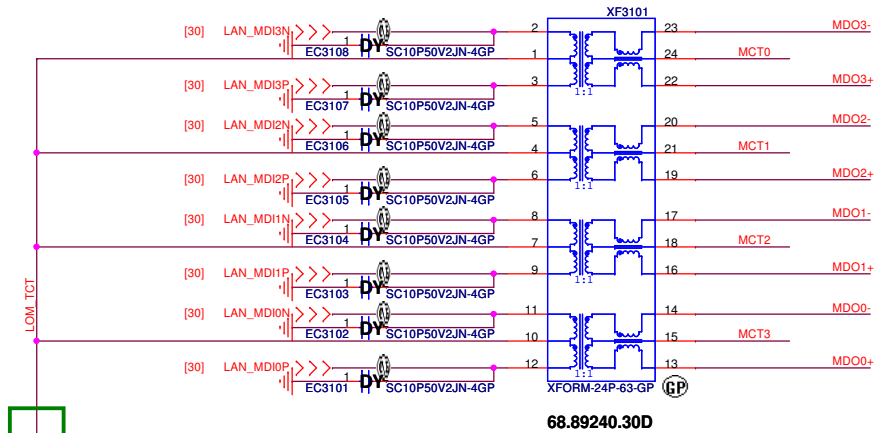 XF3101
[30] LAN_MDI3N 2 23 MDO3-
1 DY
EC3108 SC10P50V2JN-4GP 1 24 MCT0
[30] LAN_MDI3P 3 22 MDO3+
1 DY 1:1
EC3107 SC10P50V2JN-4GP
[30] LAN_MDI2N 5 20 MDO2-
1 DY
EC3106 SC10P50V2JN-4GP 4 21 MCT1
[30] LAN_MDI2P 6 19 MDO2+
1 DY 1:1
EC3105 SC10P50V2JN-4GP
[30] LAN_MDI1N 8 17 MDO1-
1 DY
EC3104 SC10P50V2JN-4GP 7 18 MCT2
[30] LAN_MDI1P 9 16 MDO1+
1 DY 1:1
EC3103 SC10P50V2JN-4GP
LOM_TCT
[30] LAN_MDI0N 11 14 MDO0-
1 DY
EC3102 SC10P50V2JN-4GP 10 15 MCT3
[30] LAN_MDI0P 12 13 MDO0+
1 DY 1:1
EC3101 SC10P50V2JN-4GP XFORM-24P-63-GP GP
68.89240.30D